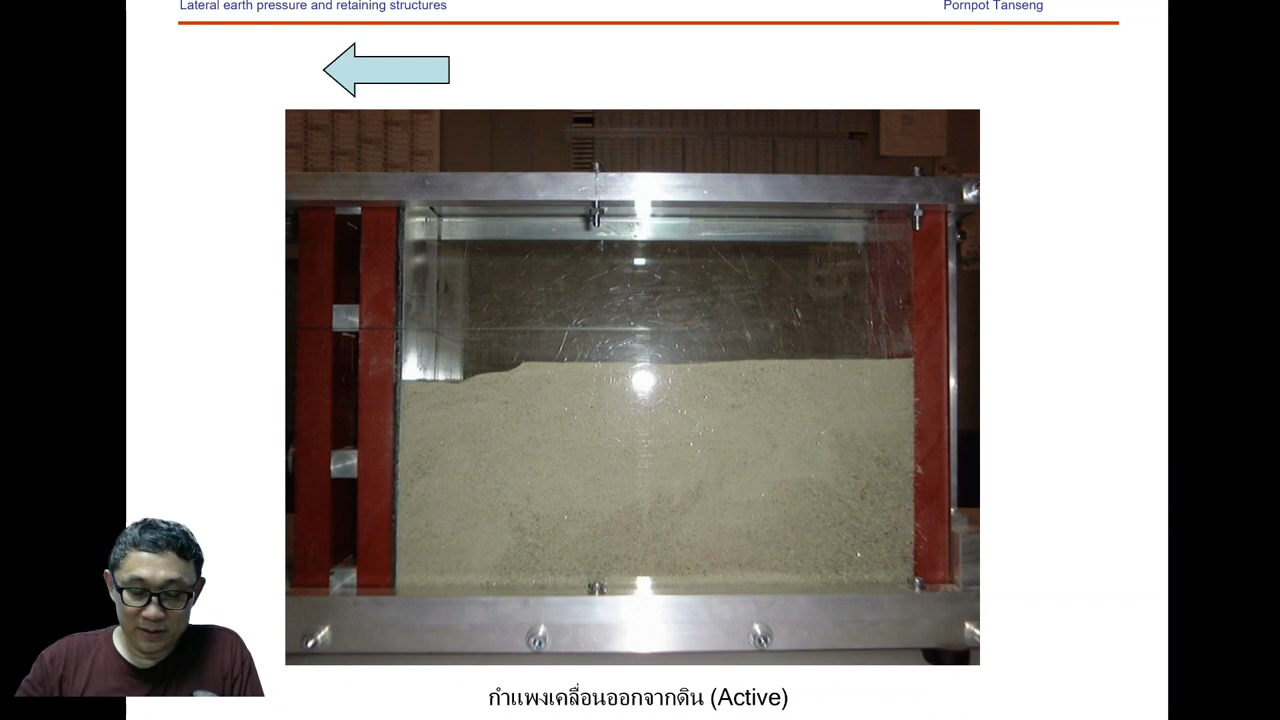 Lateral earth pressure and retaining structures
Pornpot Tanseng
กำแพงเคลื่อนออกจากดิน (Active)